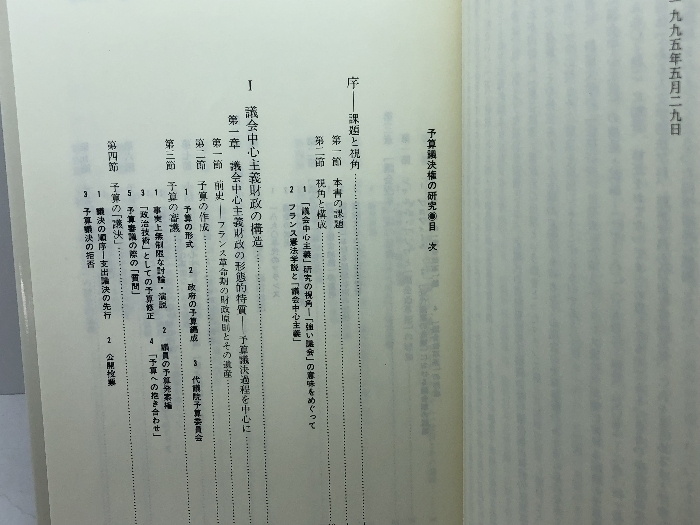 一九九五年五月二九日
予算議決権の研究◉目 次
序——課題と視角
第一節 本書の課題
第二節 視角と構成
1 「議会中心主義」研究の視角—「強い議会」の意味をめぐって
2 フランス憲法学説と「議会中心主義」
I 議会中心主義財政の構造
第一章 議会中心主義財政の形態的特質——予算議決過程を中心に
第一節 前史——フランス革命期の財政原則とその遺産
第二節 予算の作成
1 予算の形式 2 政府の予算編成 3 代議院予算委員会
第三節 予算の審議
1 事実上無制限な討論・演説 2 議員の予算発案権
3 「政治技術」としての予算修正 4 「予算への抱き合わせ」
5 予算審議の際の「質問」
第四節 予算の「議決」
1 議決の順序—支出議決の先行 2 公開投票
3 予算議決の拒否